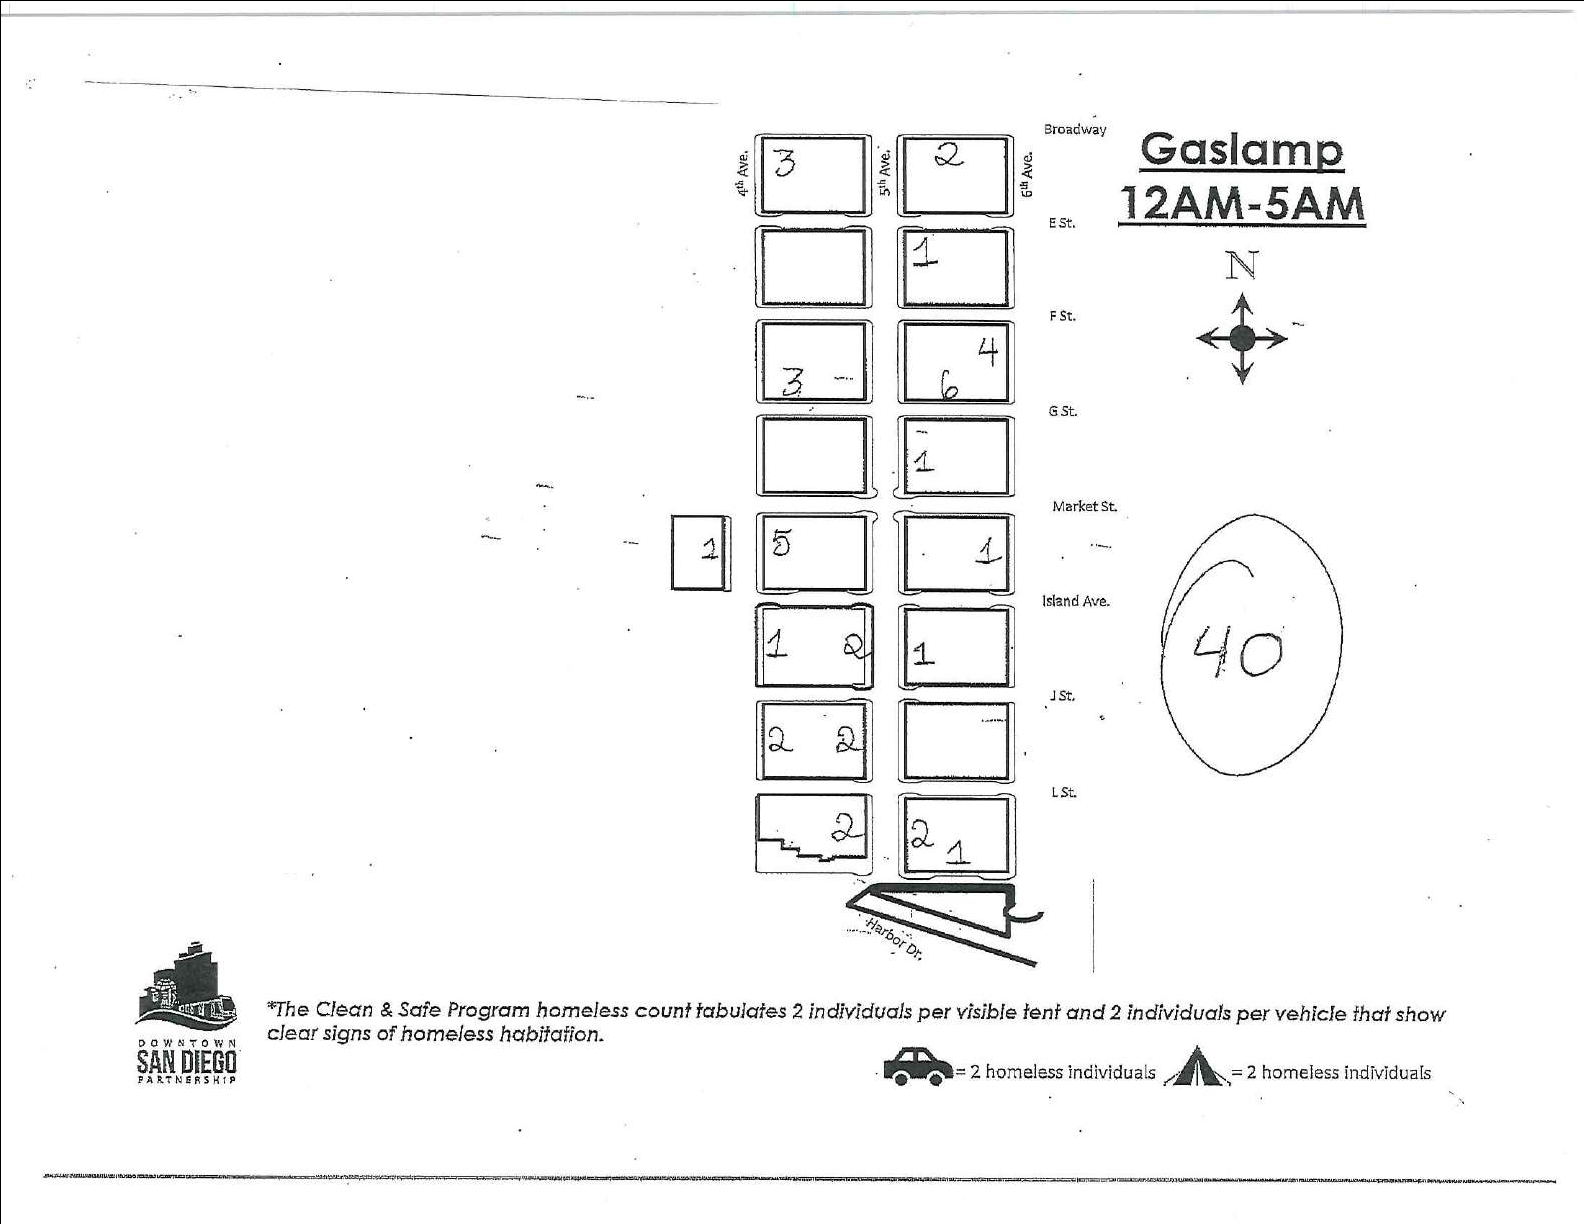 Broadway
Gaslamp
12AM-5AM
4th Ave.
5th Ave.
6th Ave.
3
2
E St.
1
N
F St.
4
3
6
G St.
1
Market St.
1
5
1
Island Ave.
1
2
1
40
J St.
2
2
L St.
2
2
1
Harbor Dr.
*The Clean & Safe Program homeless count tabulates 2 individuals per visible tent and 2 individuals per vehicle that show
clear signs of homeless habitation.
DOWNTOWN
SAN DIEGO
PARTNERSHIP
= 2 homeless individuals
= 2 homeless individuals